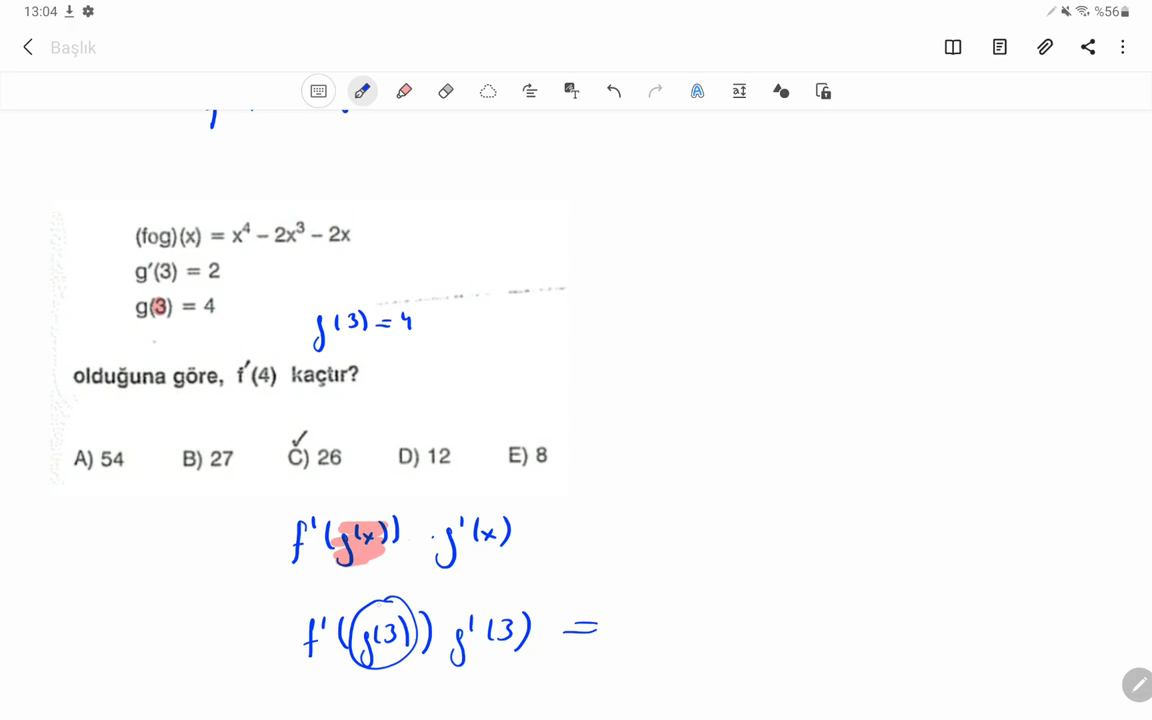 13:04 %56
Başlık
(fog)(x) = x⁴ – 2x³ – 2x
g′(3) = 2
g(3) = 4
g(3) = 4
olduğuna göre, f′(4) kaçtır?
A) 54 B) 27 C) 26 D) 12 E) 8
f'(g(x)) . g'(x)
f'(g(3)) g'(3) =